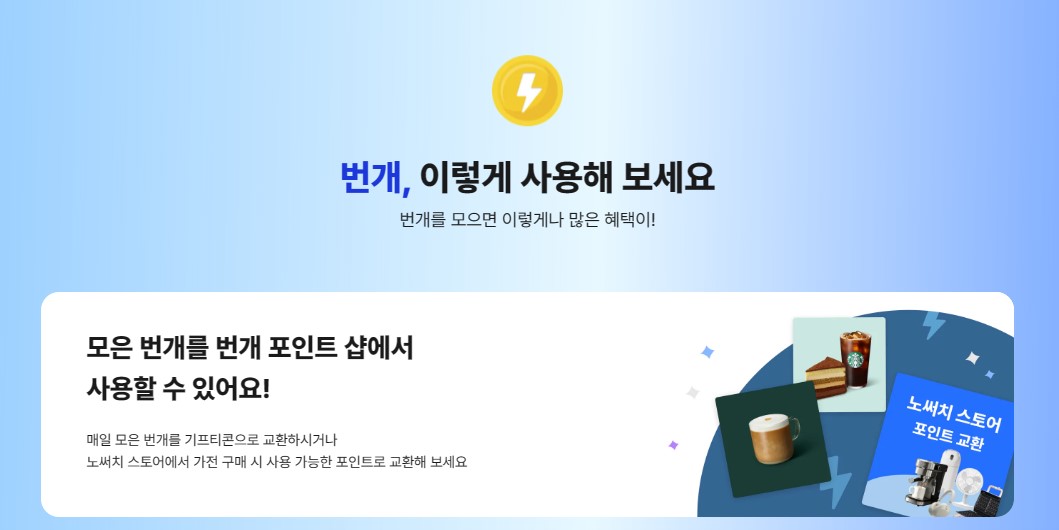 번개, 이렇게 사용해 보세요
번개를 모으면 이렇게나 많은 혜택이!
모은 번개를 번개 포인트 샵에서
사용할 수 있어요!
매일 모은 번개를 기프티콘으로 교환하시거나
노써치 스토어에서 가전 구매 시 사용 가능한 포인트로 교환해 보세요
노써치 스토어
포인트 교환